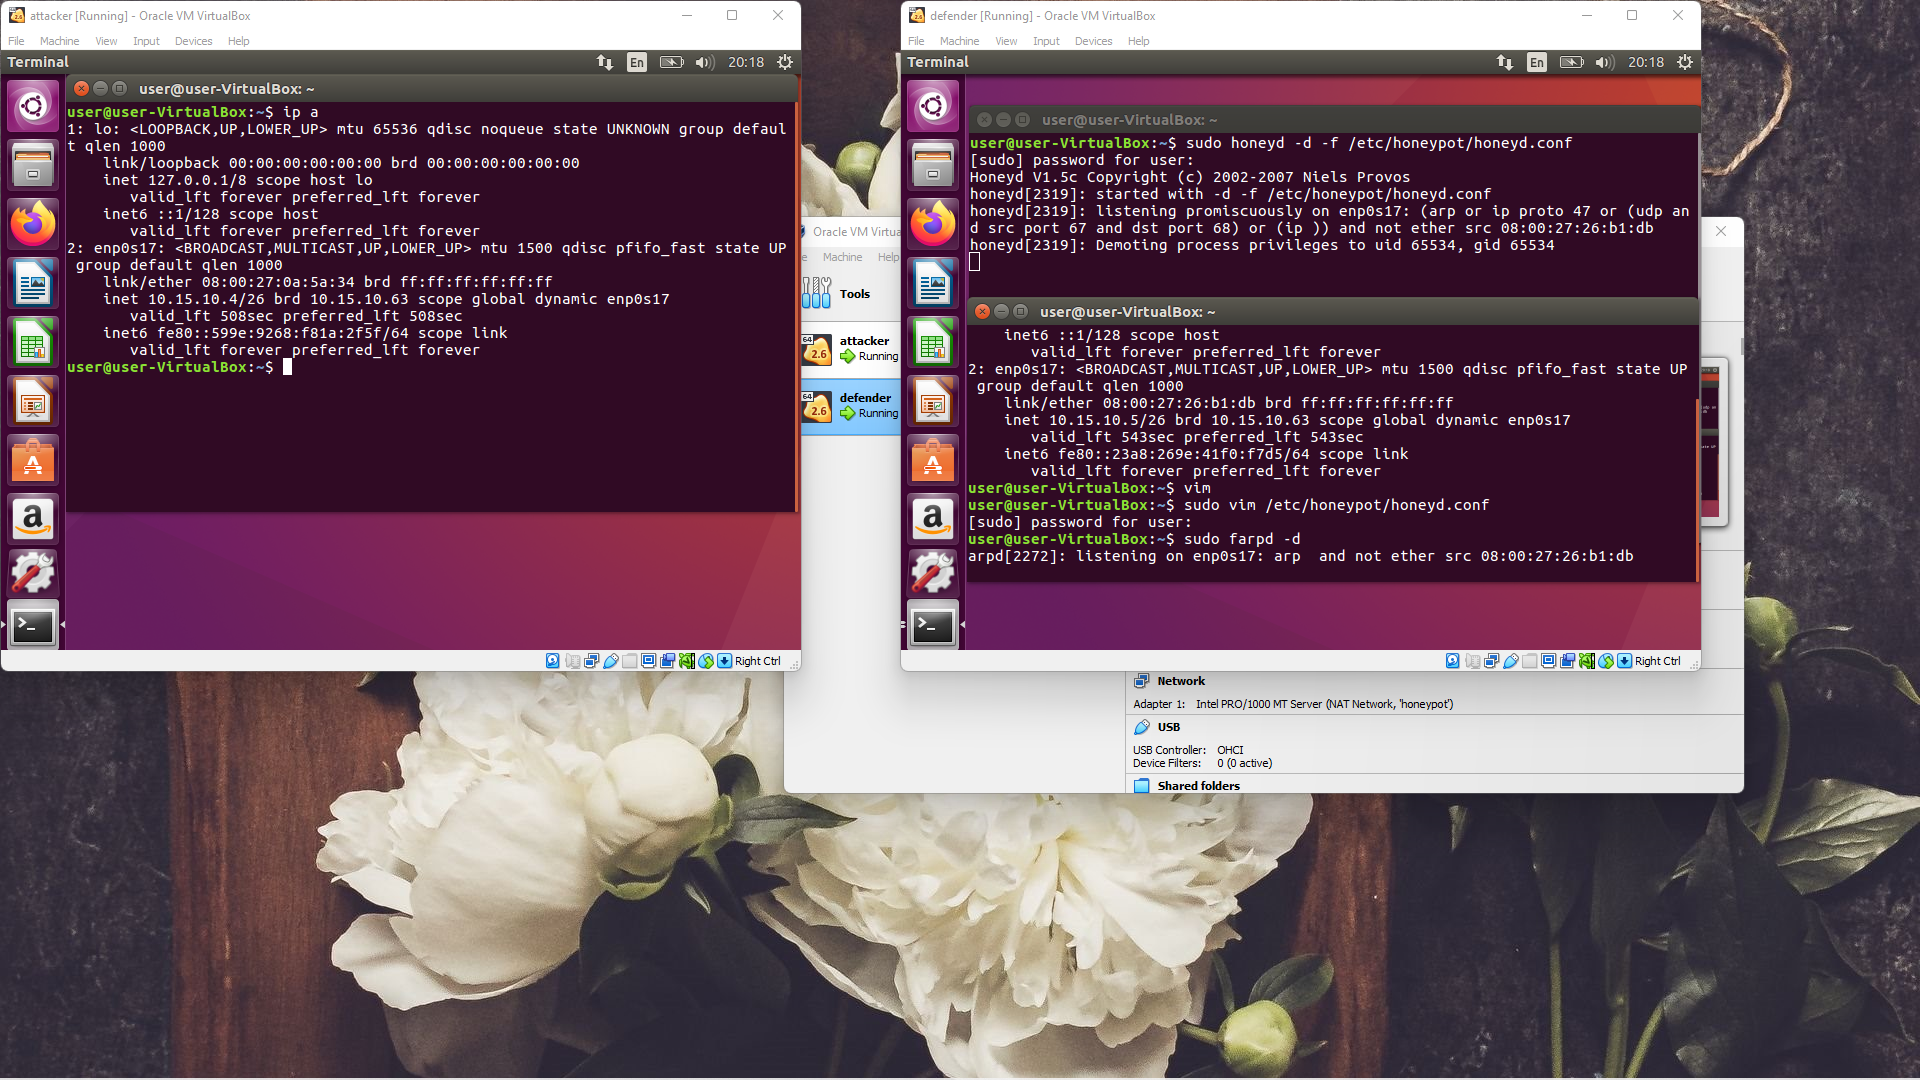 attacker [Running] - Oracle VM VirtualBox
File Machine View Input Devices Help
Terminal
En
20:18
user@user-VirtualBox: ~
user@user-VirtualBox:~$ ip a
1: lo: <LOOPBACK,UP,LOWER_UP> mtu 65536 qdisc noqueue state UNKNOWN group defaul
t qlen 1000
link/loopback 00:00:00:00:00:00 brd 00:00:00:00:00:00
inet 127.0.0.1/8 scope host lo
valid_lft forever preferred_lft forever
inet6 ::1/128 scope host
valid_lft forever preferred_lft forever
2: enp0s17: <BROADCAST,MULTICAST,UP,LOWER_UP> mtu 1500 qdisc pfifo_fast state UP
group default qlen 1000
link/ether 08:00:27:0a:5a:34 brd ff:ff:ff:ff:ff:ff
inet 10.15.10.4/26 brd 10.15.10.63 scope global dynamic enp0s17
valid_lft 508sec preferred_lft 508sec
inet6 fe80::599e:9268:f81a:2f5f/64 scope link
valid_lft forever preferred_lft forever
user@user-VirtualBox:~$
Right Ctrl
Oracle VM Virtua
Machine Help
Tools
64
2.6
attacker
Running
64
2.6
defender
Running
defender [Running] - Oracle VM VirtualBox
File Machine View Input Devices Help
Terminal
En
20:18
user@user-VirtualBox: ~
user@user-VirtualBox:~$ sudo honeyd -d -f /etc/honeypot/honeyd.conf
[sudo] password for user:
Honeyd V1.5c Copyright (c) 2002-2007 Niels Provos
honeyd[2319]: started with -d -f /etc/honeypot/honeyd.conf
honeyd[2319]: listening promiscuously on enp0s17: (arp or ip proto 47 or (udp an
d src port 67 and dst port 68) or (ip )) and not ether src 08:00:27:26:b1:db
honeyd[2319]: Demoting process privileges to uid 65534, gid 65534
user@user-VirtualBox: ~
inet6 ::1/128 scope host
valid_lft forever preferred_lft forever
2: enp0s17: <BROADCAST,MULTICAST,UP,LOWER_UP> mtu 1500 qdisc pfifo_fast state UP
group default qlen 1000
link/ether 08:00:27:26:b1:db brd ff:ff:ff:ff:ff:ff
inet 10.15.10.5/26 brd 10.15.10.63 scope global dynamic enp0s17
valid_lft 543sec preferred_lft 543sec
inet6 fe80::23a8:269e:41f0:f7d5/64 scope link
valid_lft forever preferred_lft forever
user@user-VirtualBox:~$ vim
user@user-VirtualBox:~$ sudo vim /etc/honeypot/honeyd.conf
[sudo] password for user:
user@user-VirtualBox:~$ sudo farpd -d
arpd[2272]: listening on enp0s17: arp  and not ether src 08:00:27:26:b1:db
Right Ctrl
Network
Adapter 1: Intel PRO/1000 MT Server (NAT Network, 'honeypot')
USB
USB Controller: OHCI
Device Filters: 0 (0 active)
Shared folders